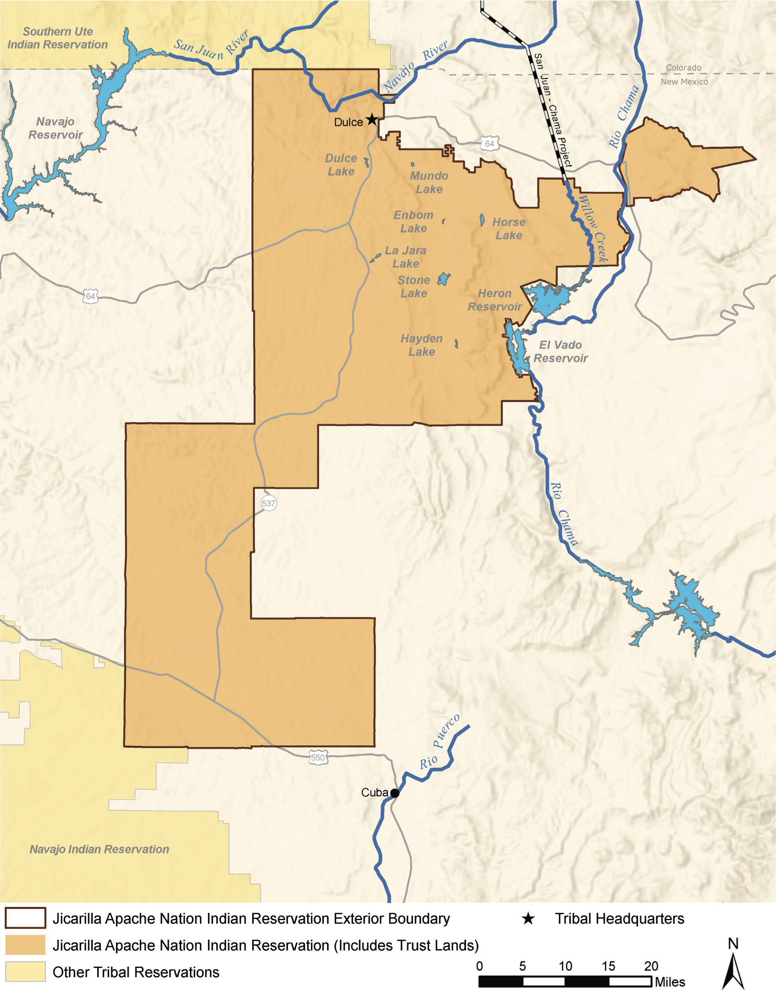 Southern Ute
Indian Reservation
San Juan River
Navajo River
San Juan - Chama Project
Colorado
New Mexico
Rio Chama
Navajo
Reservoir
Dulce
64
Dulce
Lake
Mundo
Lake
Willow Creek
Enbom
Lake
Horse
Lake
La Jara
Lake
Stone
Lake
Heron
Reservoir
64
Hayden
Lake
El Vado
Reservoir
537
Rio Chama
Rio Puerco
550
Cuba
Navajo Indian Reservation
Jicarilla Apache Nation Indian Reservation Exterior Boundary
Tribal Headquarters
Jicarilla Apache Nation Indian Reservation (Includes Trust Lands)
Other Tribal Reservations
N
0 5 10 15 20
Miles